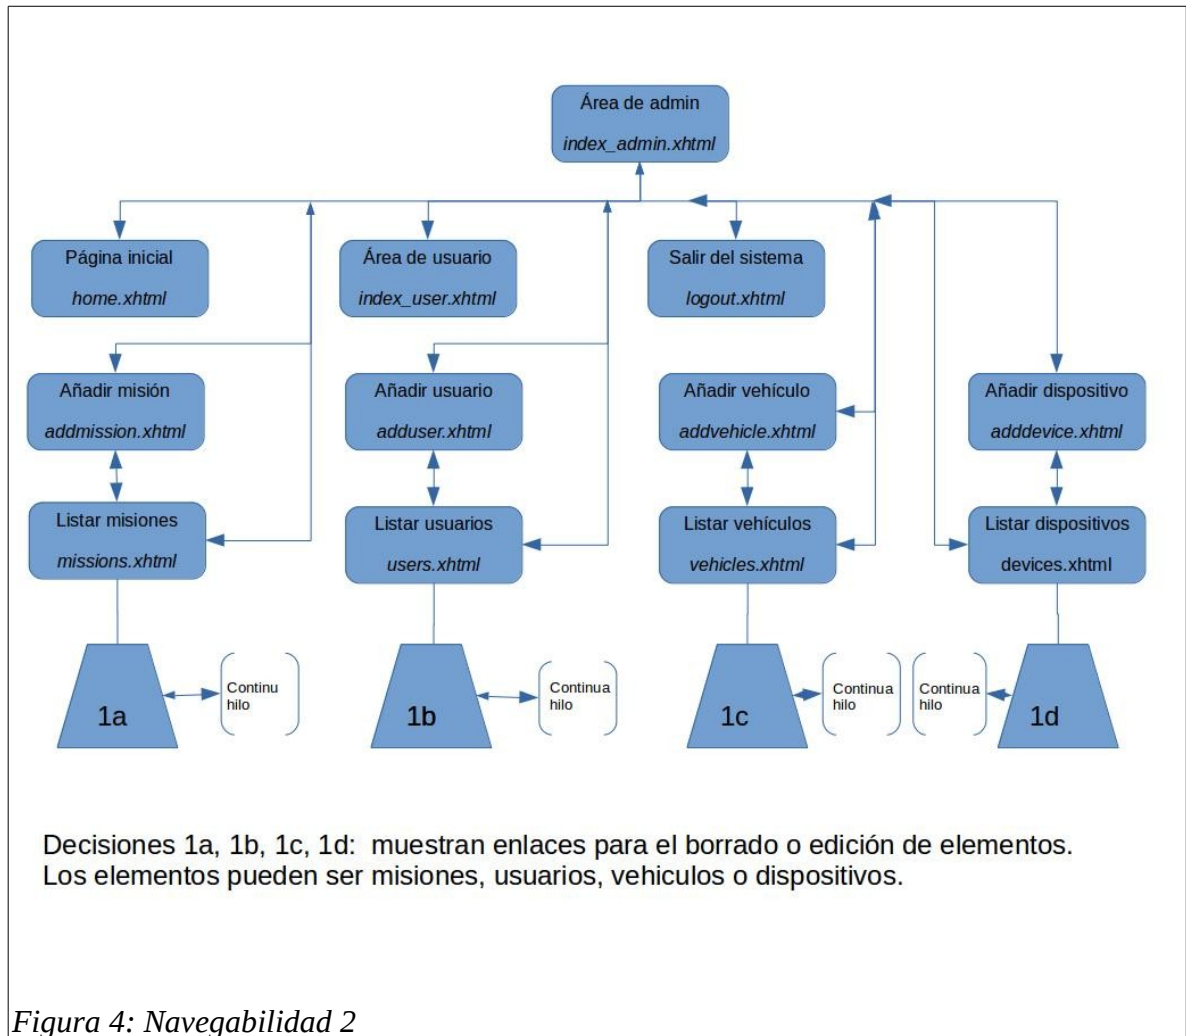 Área de admin
index_admin.xhtml
Página inicial
home.xhtml
Área de usuario
index_user.xhtml
Salir del sistema
logout.xhtml
Añadir misión
addmission.xhtml
Añadir usuario
adduser.xhtml
Añadir vehículo
addvehicle.xhtml
Añadir dispositivo
adddevice.xhtml
Listar misiones
missions.xhtml
Listar usuarios
users.xhtml
Listar vehículos
vehicles.xhtml
Listar dispositivos
devices.xhtml
1a
Continu
hilo
1b
Continua
hilo
1c
Continua
hilo
Continua
hilo
1d
Decisiones 1a, 1b, 1c, 1d:  muestran enlaces para el borrado o edición de elementos.
Los elementos pueden ser misiones, usuarios, vehiculos o dispositivos.
Figura 4: Navegabilidad 2